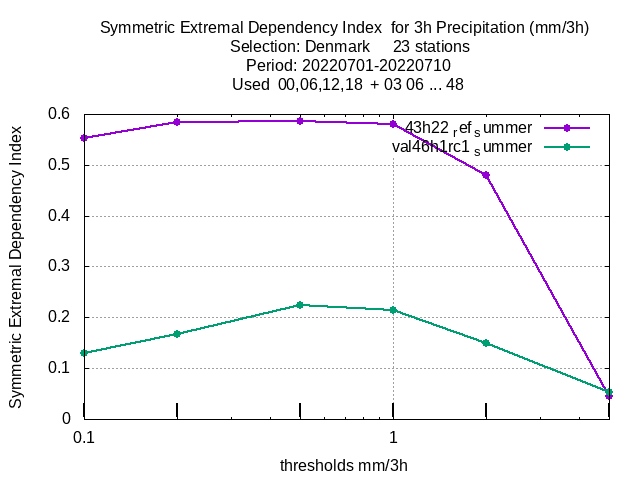 Symmetric Extremal Dependency Index  for 3h Precipitation (mm/3h)
Selection: Denmark     23 stations
Period: 20220701-20220710
Used  00,06,12,18  + 03 06 ... 48
43h22 ref summer
val46h1rc1 summer
Symmetric Extremal Dependency Index
0.6
0.5
0.4
0.3
0.2
0.1
0
0.1 1
thresholds mm/3h